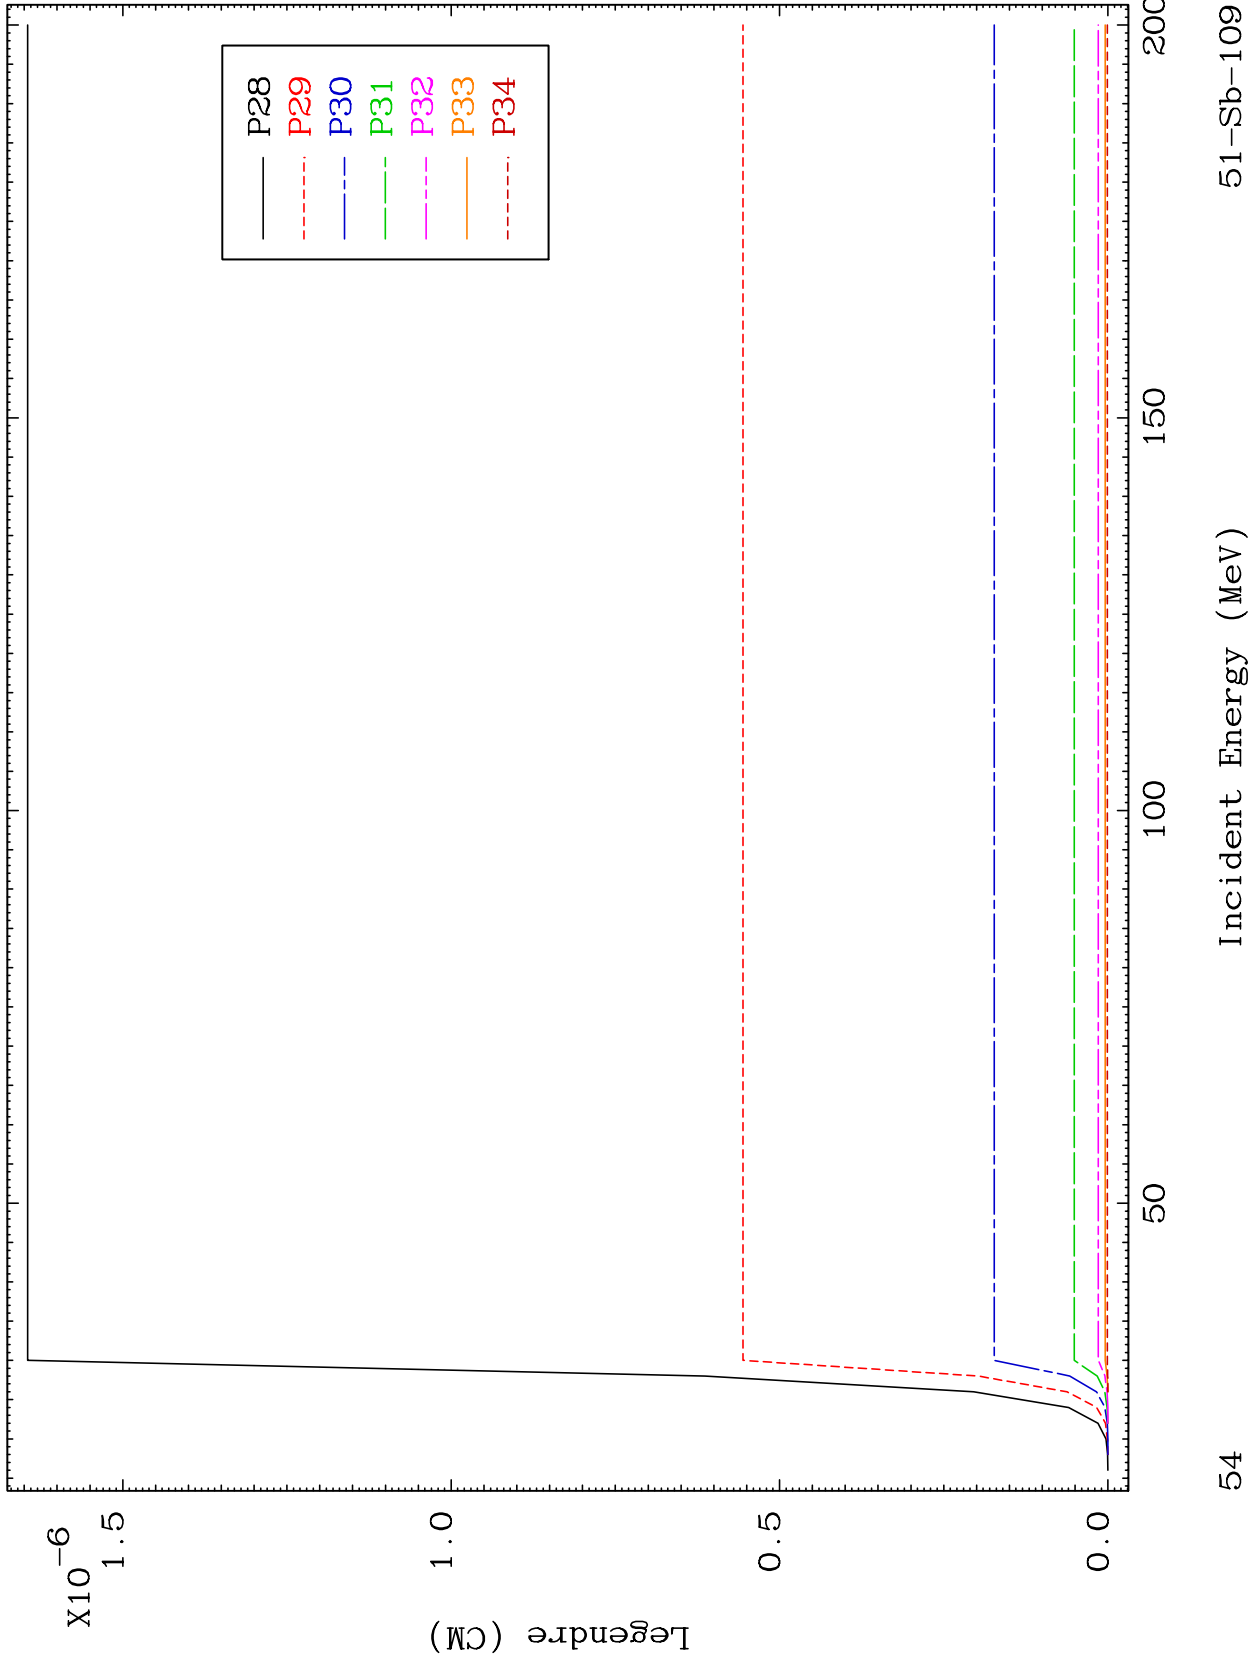 X10-6
1.5
1.0
0.5
0.0
Legendre (CM)
P28
P29
P30
P31
P32
P33
P34
50
100
150
200
54
Incident Energy (MeV)
51-Sb-109